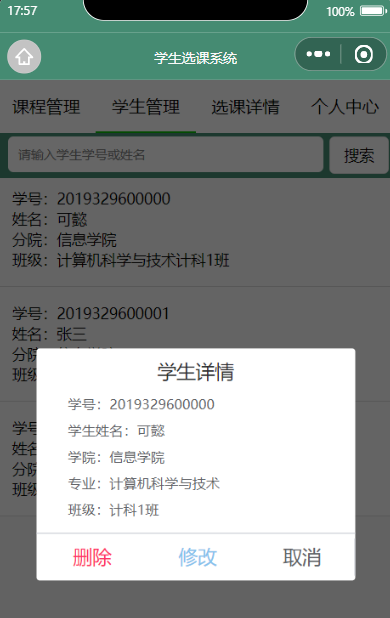 17:57
100%
学生选课系统
课程管理 学生管理 选课详情 个人中心
请输入学生学号或姓名 搜索
学号：2019329600000
姓名：可懿
分院：信息学院
班级：计算机科学与技术计科1班
学号：2019329600001
姓名：张三
分院
班级
学号
姓名
分院
班级
学生详情
学号：2019329600000
学生姓名：可懿
学院：信息学院
专业：计算机科学与技术
班级：计科1班
删除 修改 取消